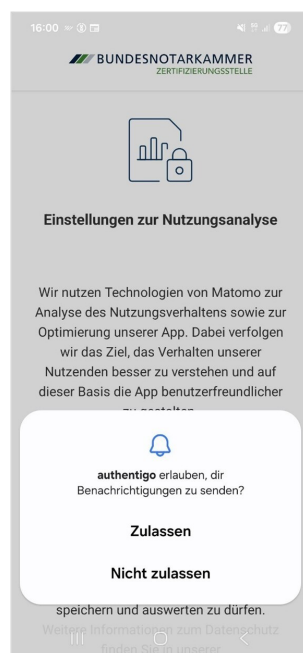 16:00
77
BUNDESNOTARKAMMER
ZERTIFIZIERUNGSSTELLE
Einstellungen zur Nutzungsanalyse
Wir nutzen Technologien von Matomo zur
Analyse des Nutzungsverhaltens sowie zur
Optimierung unserer App. Dabei verfolgen
wir das Ziel, das Verhalten unserer
Nutzenden besser zu verstehen und auf
dieser Basis die App benutzerfreundlicher
zu gestalten
authentigo erlauben, dir
Benachrichtigungen zu senden?
Zulassen
Nicht zulassen
speichern und auswerten zu dürfen.
Weitere Informationen zum Datenschutz
finden Sie in unserer